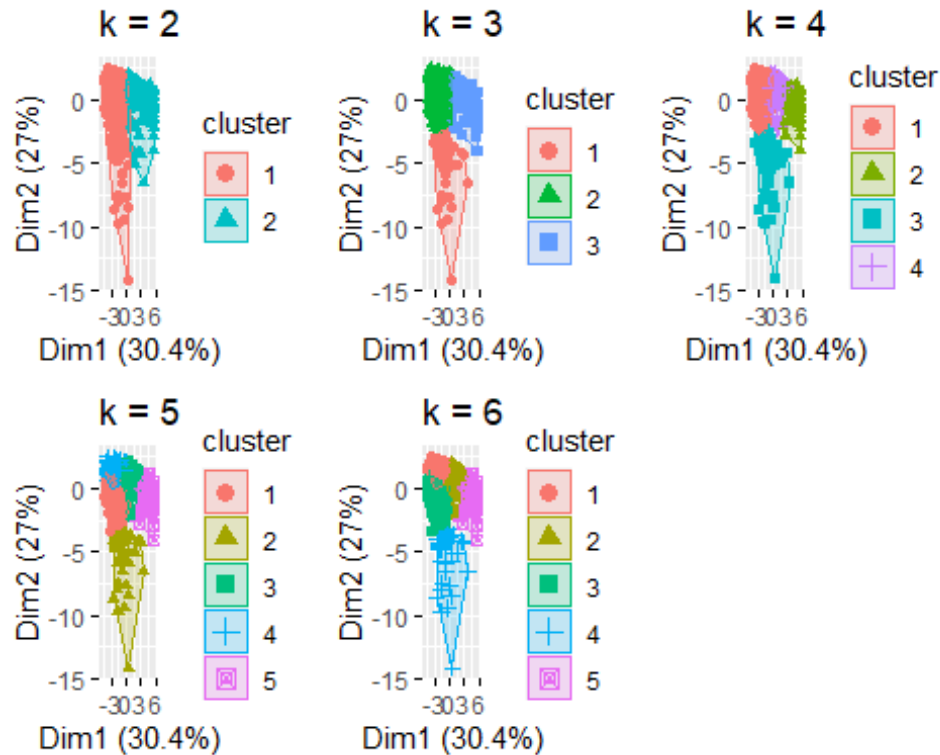 k = 2
Dim2 (27%)
0
-5
-10
-15
-3036
Dim1 (30.4%)
cluster
1
2
k = 3
Dim2 (27%)
0
-5
-10
-15
-3036
Dim1 (30.4%)
cluster
1
2
3
k = 4
Dim2 (27%)
0
-5
-10
-15
-3036
Dim1 (30.4%)
cluster
1
2
3
4
k = 5
Dim2 (27%)
0
-5
-10
-15
-3036
Dim1 (30.4%)
cluster
1
2
3
4
5
k = 6
Dim2 (27%)
0
-5
-10
-15
-3036
Dim1 (30.4%)
cluster
1
2
3
4
5